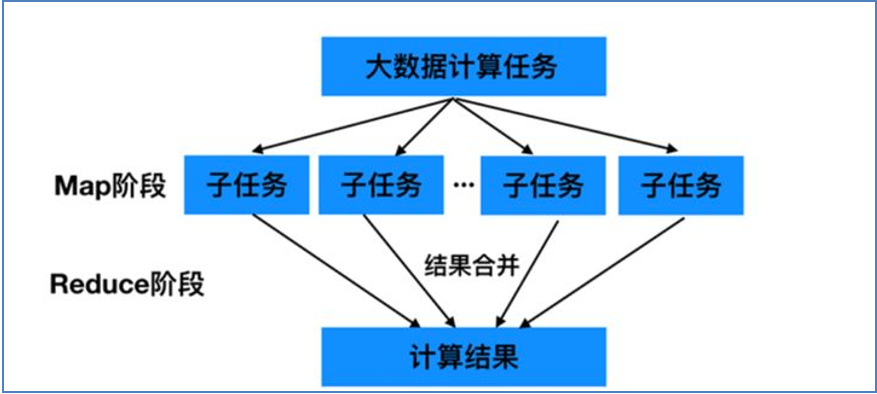 大数据计算任务
Map阶段
子任务
子任务
...
子任务
子任务
结果合并
Reduce阶段
计算结果